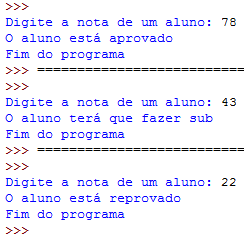 >>>
Digite a nota de um aluno: 78
O aluno está aprovado
Fim do programa
>>> ==========================
>>>
Digite a nota de um aluno: 43
O aluno terá que fazer sub
Fim do programa
>>> ==========================
>>>
Digite a nota de um aluno: 22
O aluno está reprovado
Fim do programa
>>>